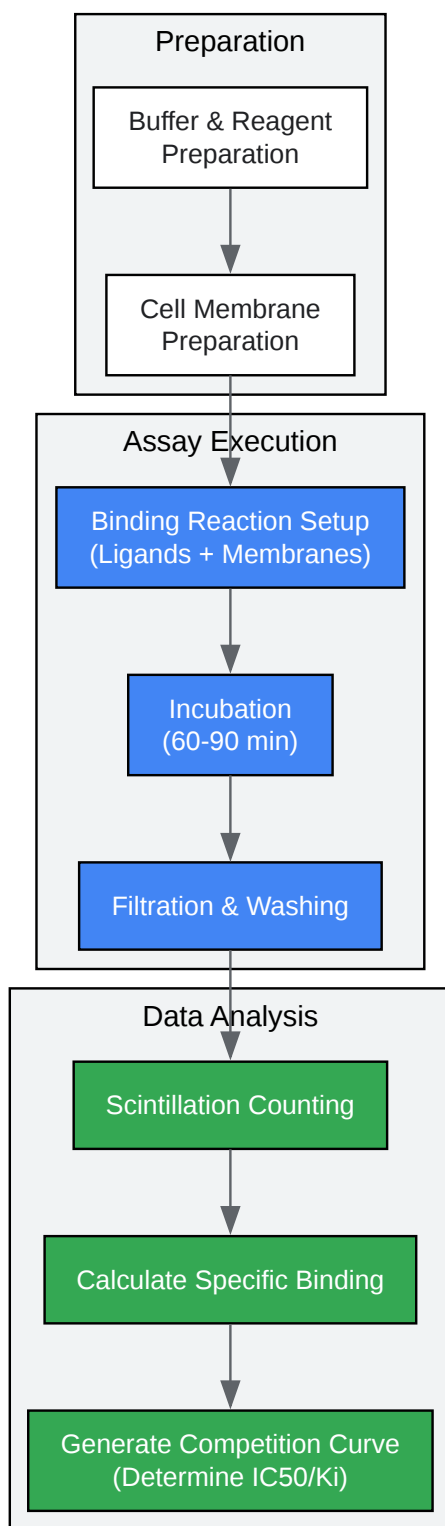 Preparation
Buffer & Reagent
Preparation
Cell Membrane
Preparation
Assay Execution
Binding Reaction Setup
(Ligands + Membranes)
Incubation
(60-90 min)
Filtration & Washing
Data Analysis
Scintillation Counting
Calculate Specific Binding
Generate Competition Curve
(Determine IC50/Ki)